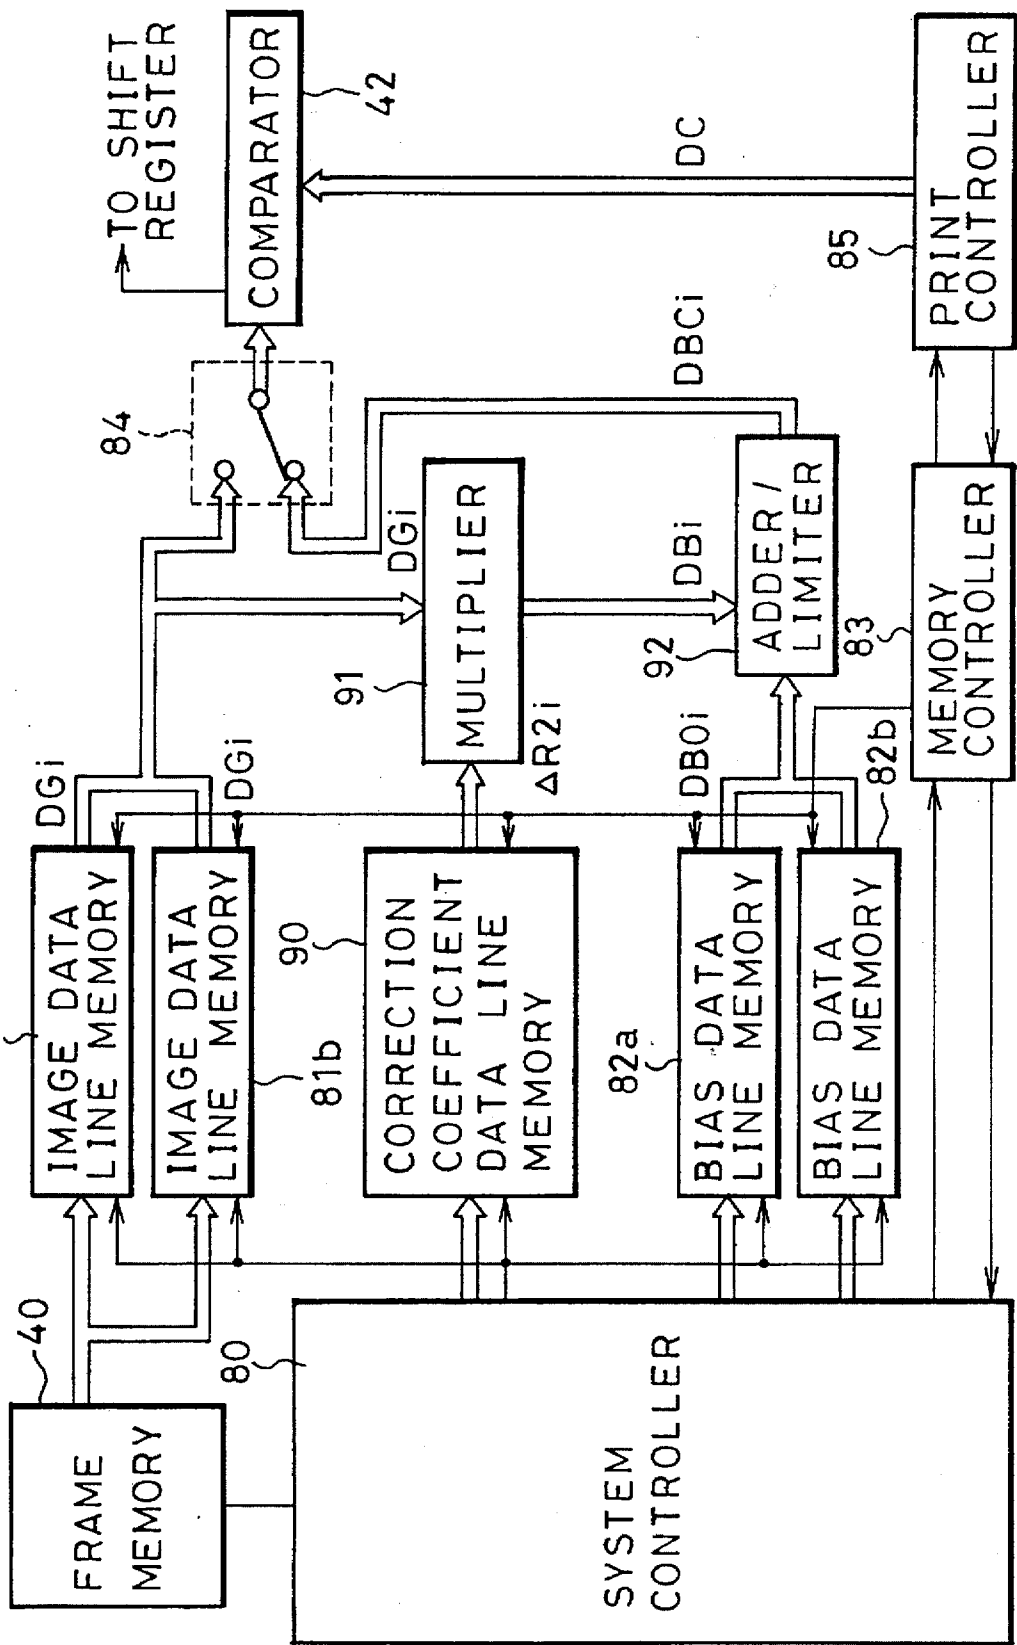 FRAME
MEMORY
40
SYSTEM
CONTROLLER
80
IMAGE DATA
LINE MEMORY
IMAGE DATA
LINE MEMORY
81b
CORRECTION
COEFFICIENT
DATA LINE
MEMORY
90
BIAS DATA
LINE MEMORY
82a
BIAS DATA
LINE MEMORY
82b
DGi
DGi
ΔR2i
DB0i
MULTIPLIER
91
DGi
DBi
ADDER/
LIMITER
92
MEMORY
CONTROLLER
83
84
DBCi
TO SHIFT
REGISTER
COMPARATOR
42
DC
PRINT
CONTROLLER
85